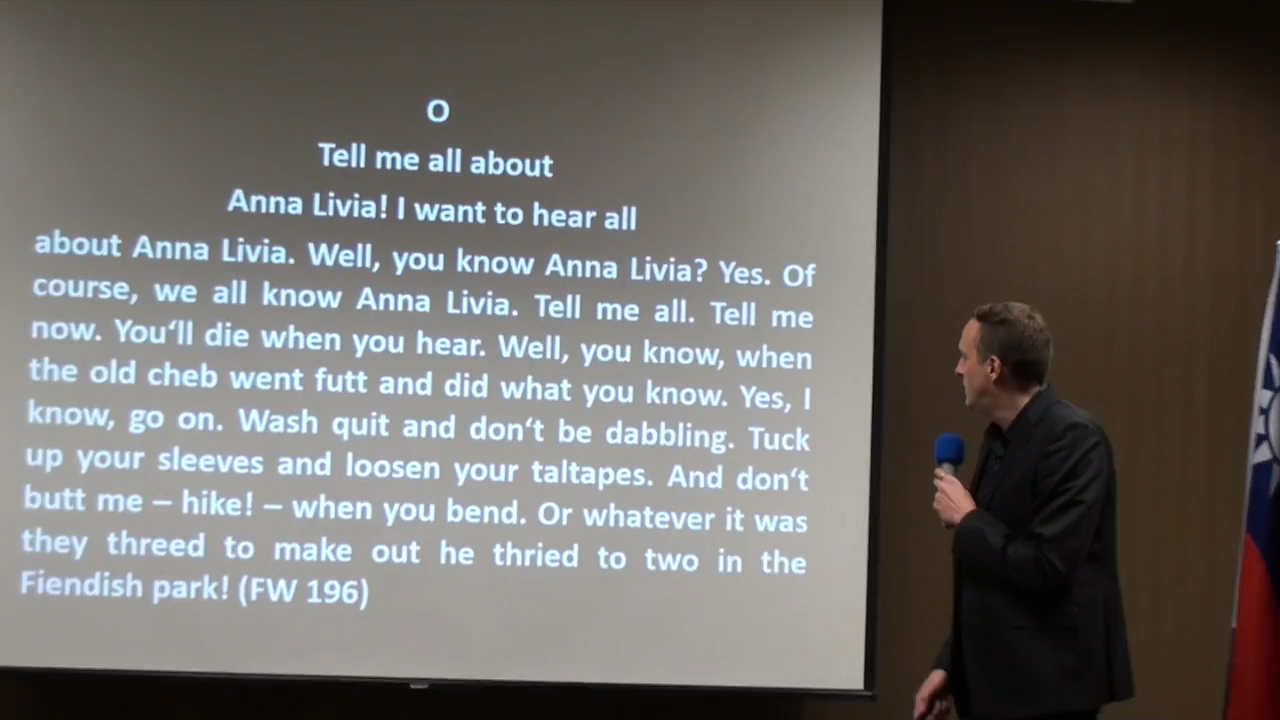 O
Tell me all about
Anna Livia! I want to hear all
about Anna Livia. Well, you know Anna Livia? Yes. Of
course, we all know Anna Livia. Tell me all. Tell me
now. You‘ll die when you hear. Well, you know, when
the old cheb went futt and did what you know. Yes, I
know, go on. Wash quit and don‘t be dabbling. Tuck
up your sleeves and loosen your taltapes. And don‘t
butt me – hike! – when you bend. Or whatever it was
they threed to make out he thried to two in the
Fiendish park! (FW 196)